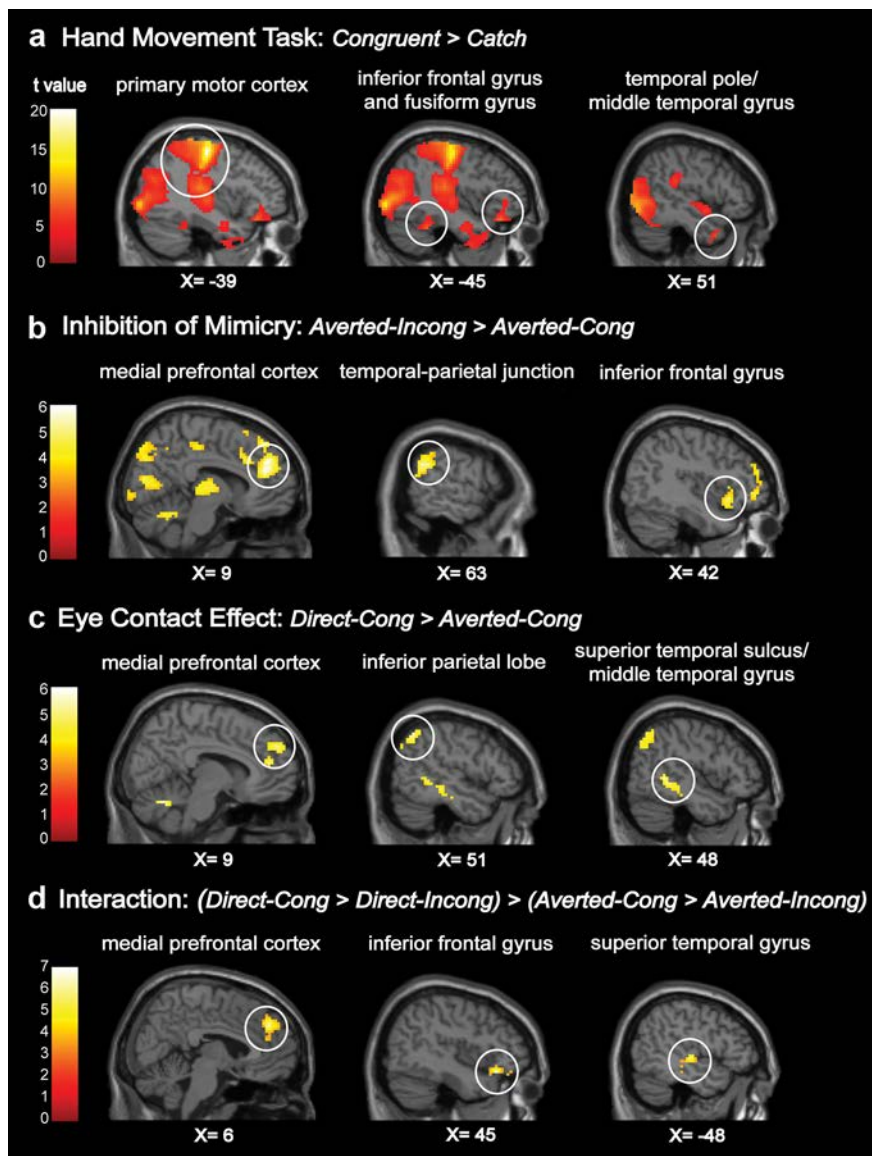 a Hand Movement Task: Congruent > Catch
t value
primary motor cortex
inferior frontal gyrus
and fusiform gyrus
temporal pole/
middle temporal gyrus
20
15
10
5
0
X= -39
X= -45
X= 51
b Inhibition of Mimicry: Averted-Incong > Averted-Cong
medial prefrontal cortex
temporal-parietal junction
inferior frontal gyrus
6
5
4
3
2
1
0
X= 9
X= 63
X= 42
c Eye Contact Effect: Direct-Cong > Averted-Cong
medial prefrontal cortex
inferior parietal lobe
superior temporal sulcus/
middle temporal gyrus
6
5
4
3
2
1
0
X= 9
X= 51
X= 48
d Interaction: (Direct-Cong > Direct-Incong) > (Averted-Cong > Averted-Incong)
medial prefrontal cortex
inferior frontal gyrus
superior temporal gyrus
7
6
5
4
3
2
1
0
X= 6
X= 45
X= -48